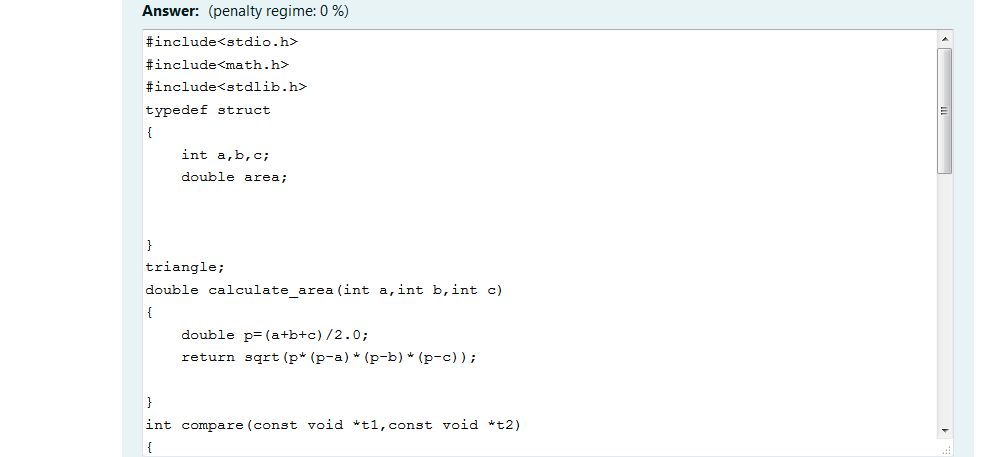 Answer: (penalty regime: 0 %)
#include<stdio.h>
#include<math.h>
#include<stdlib.h>
typedef struct
{
    int a,b,c;
    double area;
}
triangle;
double calculate_area(int a,int b,int c)
{
    double p=(a+b+c)/2.0;
    return sqrt(p*(p-a)*(p-b)*(p-c));
}
int compare(const void *t1,const void *t2)
{